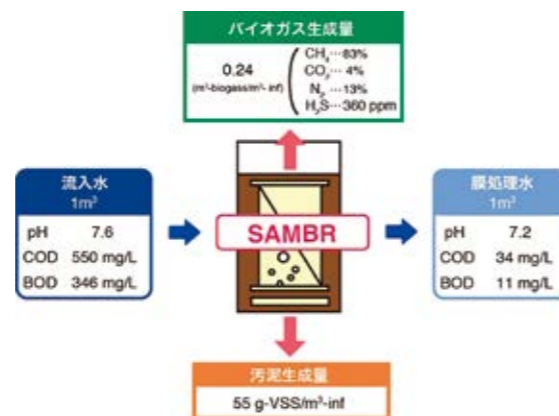 バイオガス生成量
0.24
(m³-biogass/m³- inf)
CH₄…83%
CO₂…4%
N₂…13%
H₂S…360 ppm
流入水
1m³
pH 7.6
COD 550 mg/L
BOD 346 mg/L
SAMBR
膜処理水
1m³
pH 7.2
COD 34 mg/L
BOD 11 mg/L
汚泥生成量
55 g-VSS/m³-inf